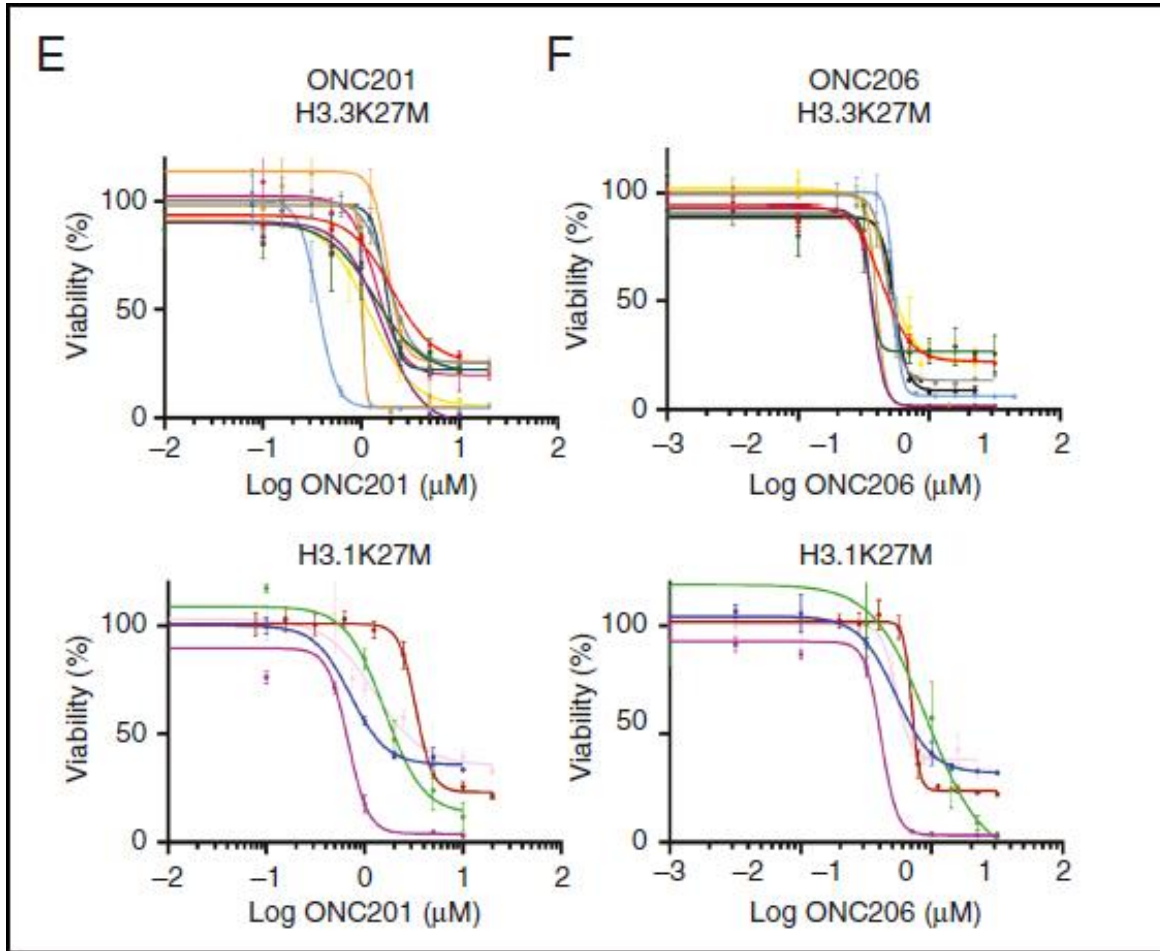 E
ONC201
H3.3K27M
Viability (%)
100
50
0
–2 –1 0 1 2
Log ONC201 (μM)
F
ONC206
H3.3K27M
Viability (%)
100
50
0
–3 –2 –1 0 1 2
Log ONC206 (μM)
H3.1K27M
Viability (%)
100
50
0
–2 –1 0 1 2
Log ONC201 (μM)
H3.1K27M
Viability (%)
100
50
0
–3 –2 –1 0 1 2
Log ONC206 (μM)